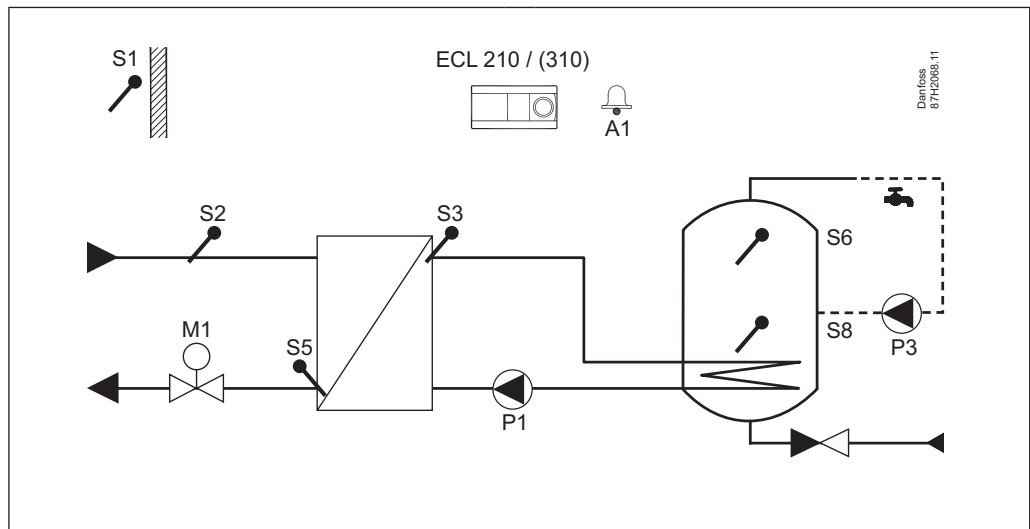 S1
ECL 210 / (310)
A1
Danfoss
87H2068.11
S2
S3
S6
M1
S5
S8
P1
P3